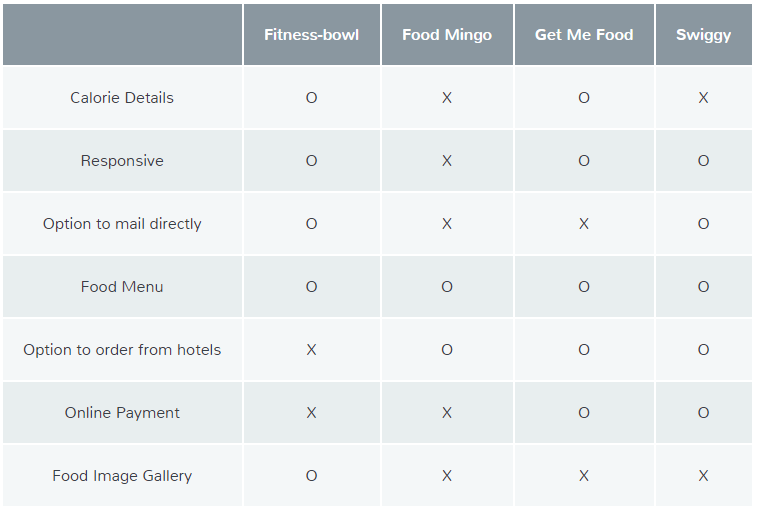 Fitness-bowl Food Mingo Get Me Food Swiggy
Calorie Details O X O X
Responsive O X O O
Option to mail directly O X X O
Food Menu O O O O
Option to order from hotels X O O O
Online Payment X X O O
Food Image Gallery O X X X